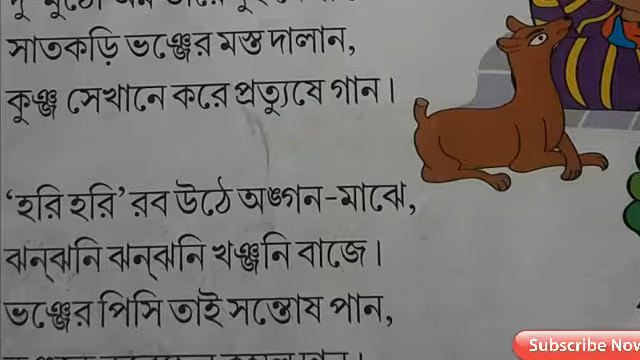 সাতকড়ি ভঞ্জের মস্ত দালান,
কুঞ্জ সেখানে করে প্রত্যুষে গান।
‘হরি হরি’ রব উঠে অঙ্গন-মাঝে,
ঝন্‌ঝনি ঝন্‌ঝনি খঞ্জনি বাজে।
ভঞ্জের পিসি তাই সন্তোষ পান,
Subscribe Now